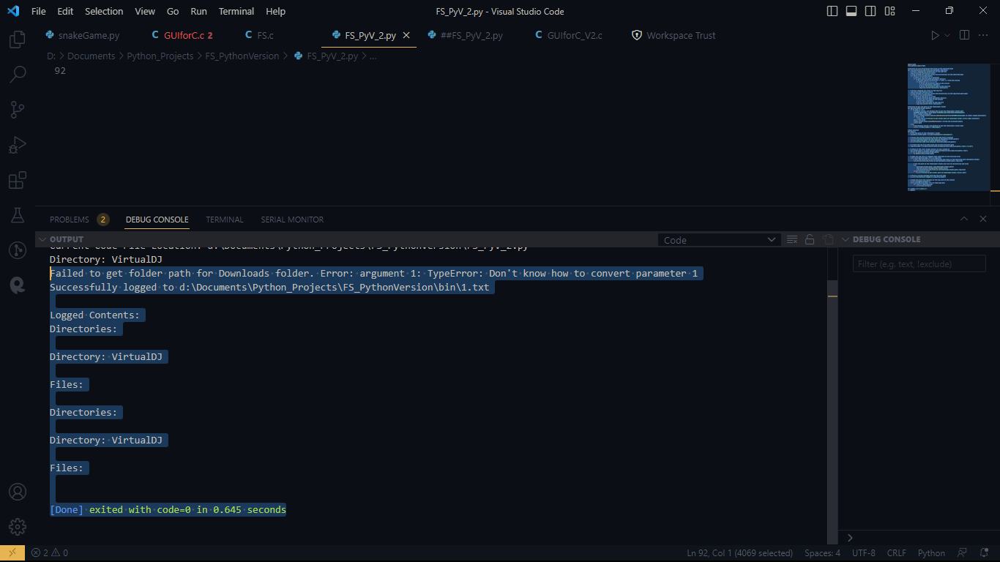 File Edit Selection View Go Run Terminal Help FS_PyV_2.py - Visual Studio Code
snakeGame.py GUIforC.c 2 FS.c FS_PyV_2.py ##FS_PyV_2.py GUIforC_V2.c Workspace Trust
D: > Documents > Python_Projects > FS_PythonVersion > FS_PyV_2.py > ...
92
PROBLEMS 2 DEBUG CONSOLE TERMINAL SERIAL MONITOR
OUTPUT Code DEBUG CONSOLE
Filter (e.g. text, !exclude)
Current Code File Location: d:\Documents\Python_Projects\FS_PythonVersion\FS_PyV_2.py
Directory: VirtualDJ
Failed to get folder path for Downloads folder. Error: argument 1: TypeError: Don't know how to convert parameter 1
Successfully logged to d:\Documents\Python_Projects\FS_PythonVersion\bin\1.txt
Logged Contents:
Directories:
Directory: VirtualDJ
Files:
Directories:
Directory: VirtualDJ
Files:
[Done] exited with code=0 in 0.645 seconds
2 0 Ln 92, Col 1 (4069 selected) Spaces: 4 UTF-8 CRLF Python